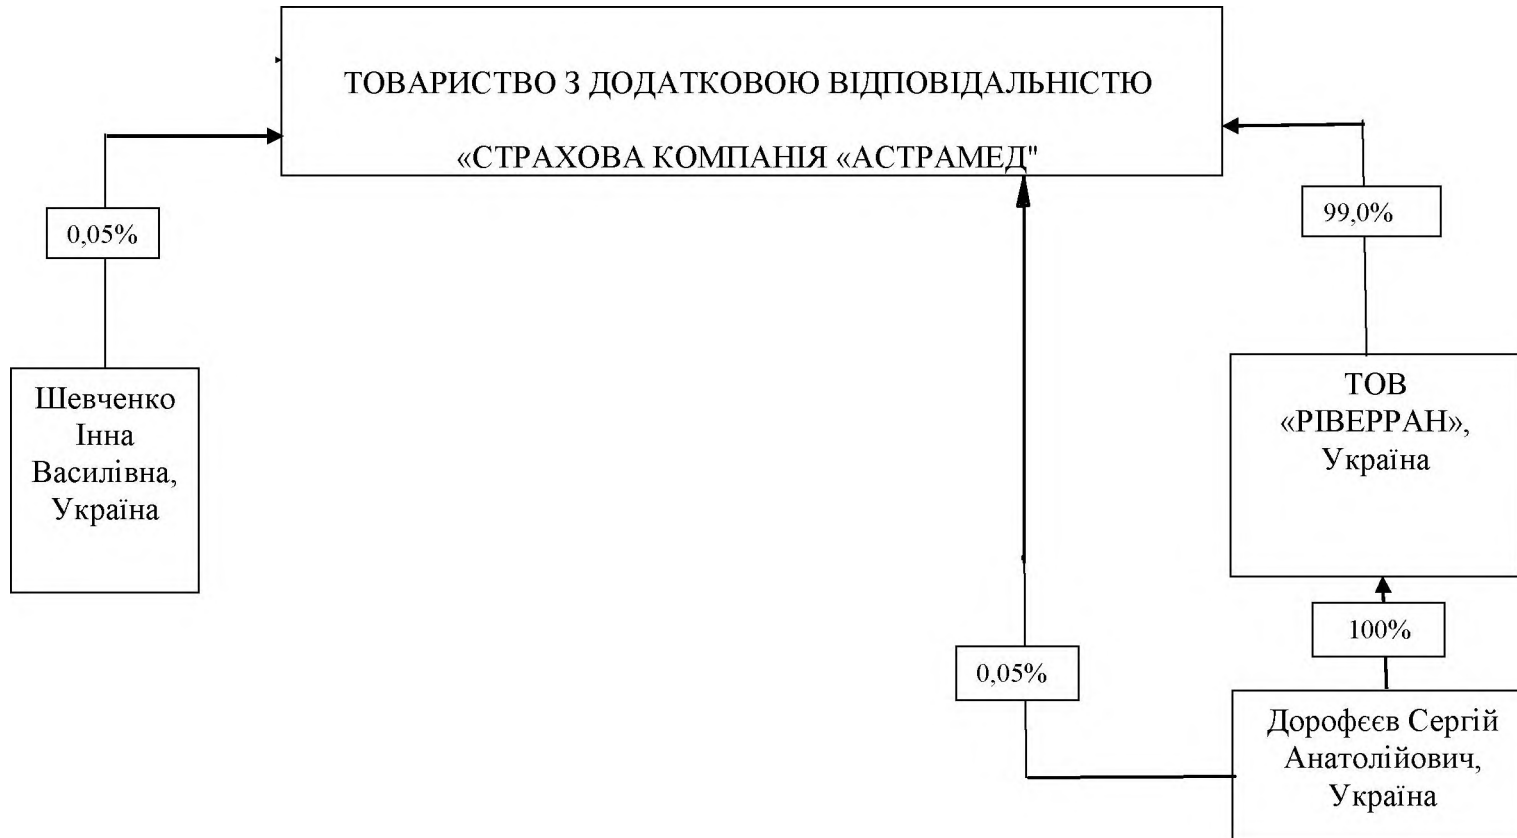 ТОВАРИСТВО З ДОДАТКОВОЮ ВІДПОВІДАЛЬНІСТЮ
«СТРАХОВА КОМПАНІЯ «АСТРАМЕД"
0,05%
99,0%
Шевченко
Інна
Василівна,
Україна
ТОВ
«РІВЕРРАН»,
Україна
100%
0,05%
Дорофєєв Сергій
Анатолійович,
Україна